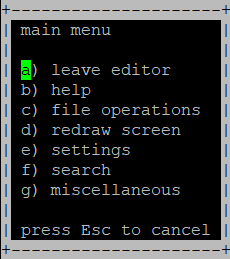 main menu
a) leave editor
b) help
c) file operations
d) redraw screen
e) settings
f) search
g) miscellaneous
press Esc to cancel